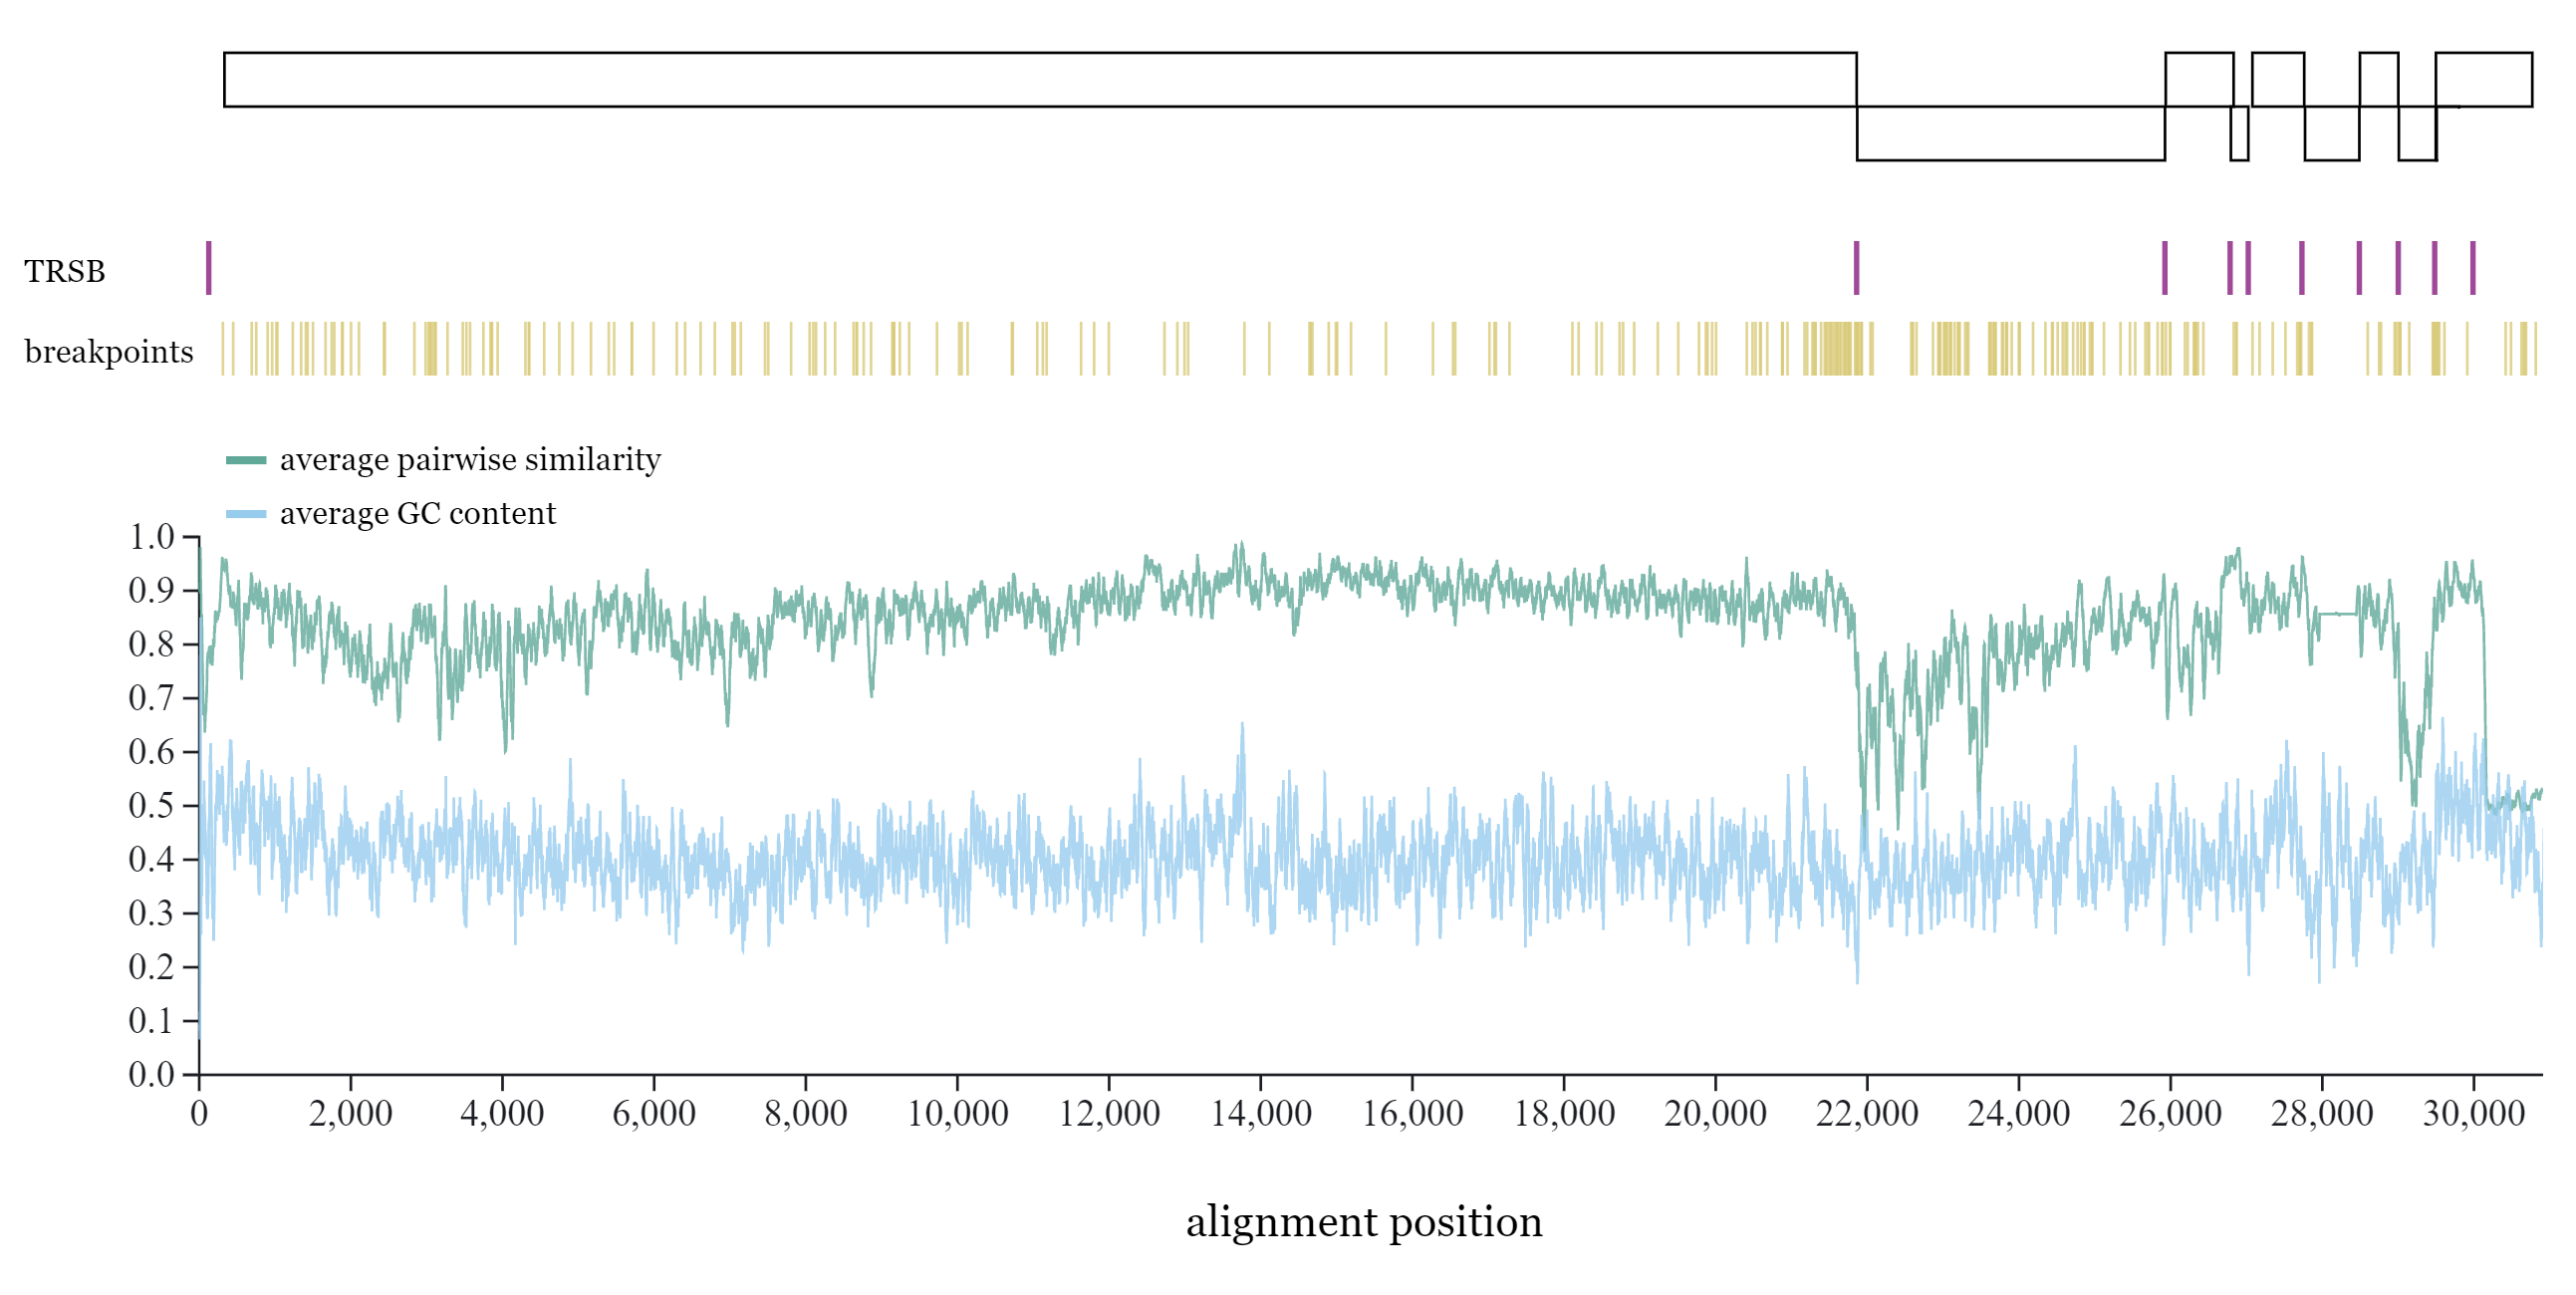 TRSB
breakpoints
average pairwise similarity
average GC content
1.0
0.9
0.8
0.7
0.6
0.5
0.4
0.3
0.2
0.1
0.0
0 2,000 4,000 6,000 8,000 10,000 12,000 14,000 16,000 18,000 20,000 22,000 24,000 26,000 28,000 30,000
alignment position